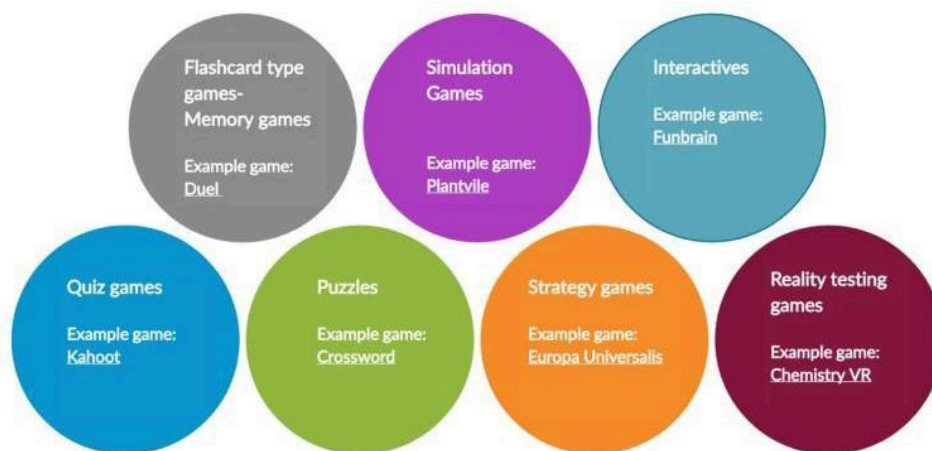 Flashcard type
games-
Memory games
Example game:
Duel
Simulation
Games
Example game:
Plantvile
Interactives
Example game:
Funbrain
Quiz games
Example game:
Kahoot
Puzzles
Example game:
Crossword
Strategy games
Example game:
Europa Universalis
Reality testing
games
Example game:
Chemistry VR